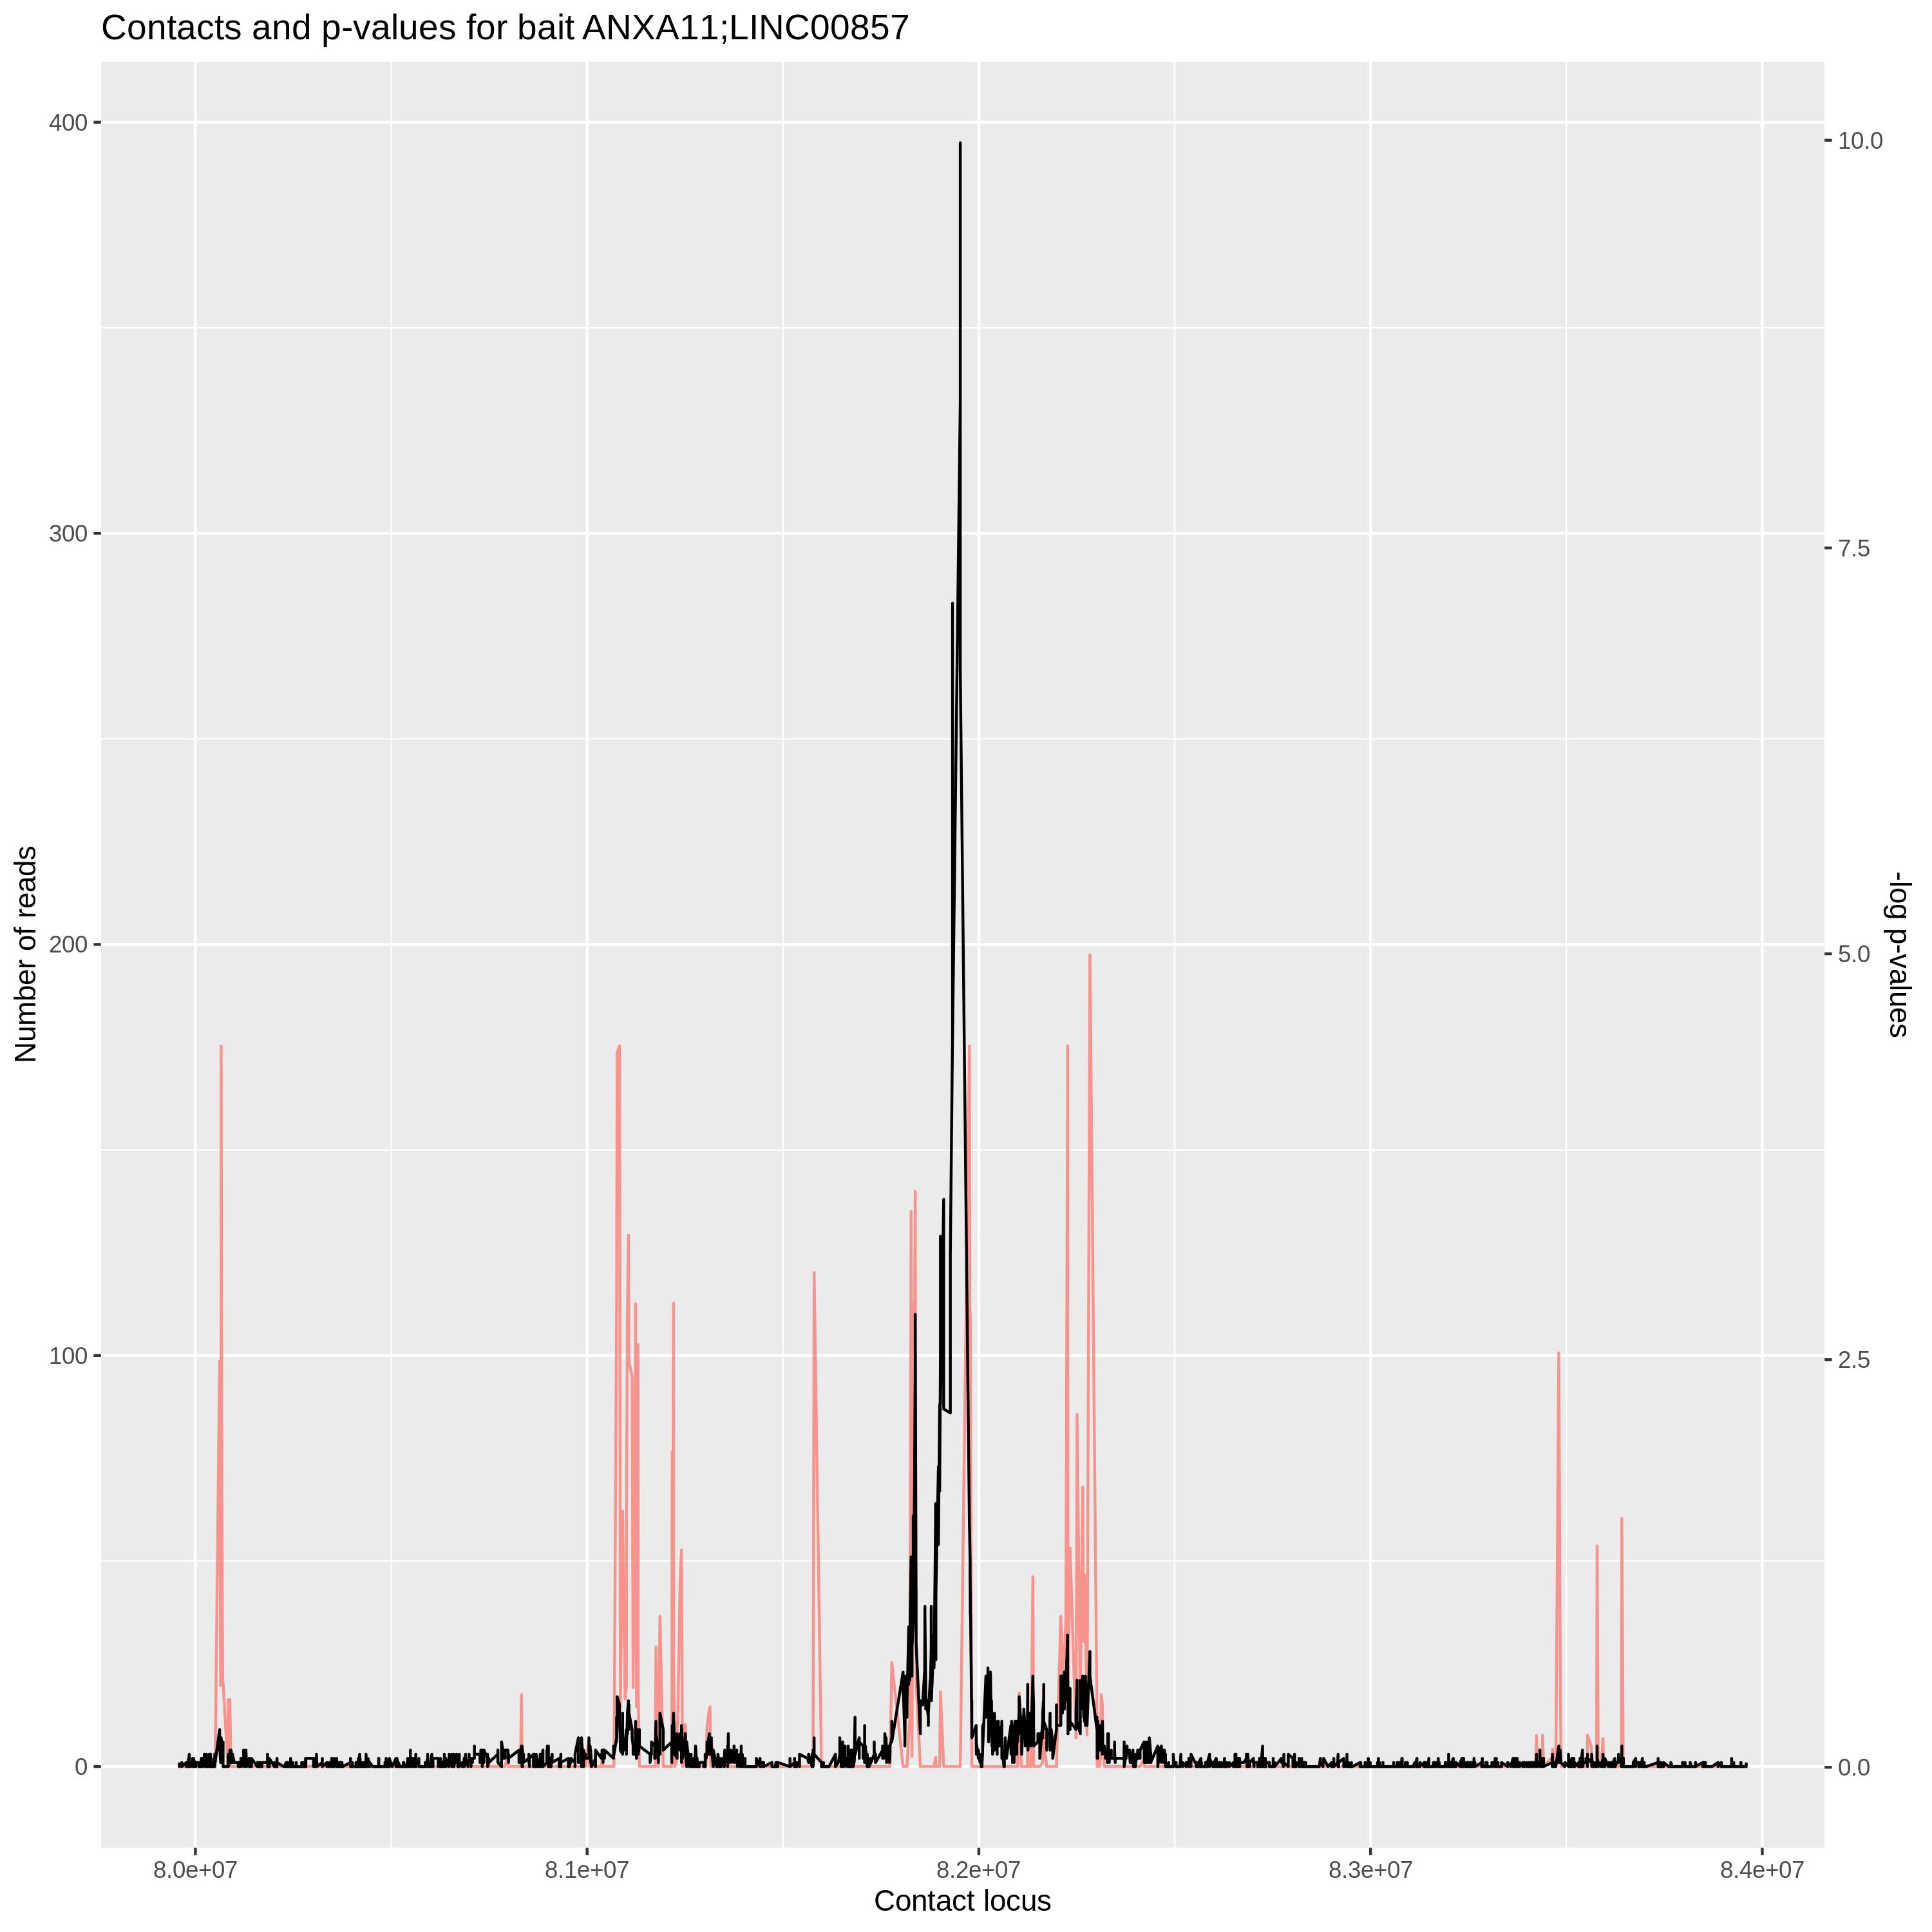 Contacts and p-values for bait ANXA11;LINC00857
400
300
200
100
0
Number of reads
10.0
7.5
5.0
2.5
0.0
-log p-values
8.0e+07
8.1e+07
8.2e+07
8.3e+07
8.4e+07
Contact locus